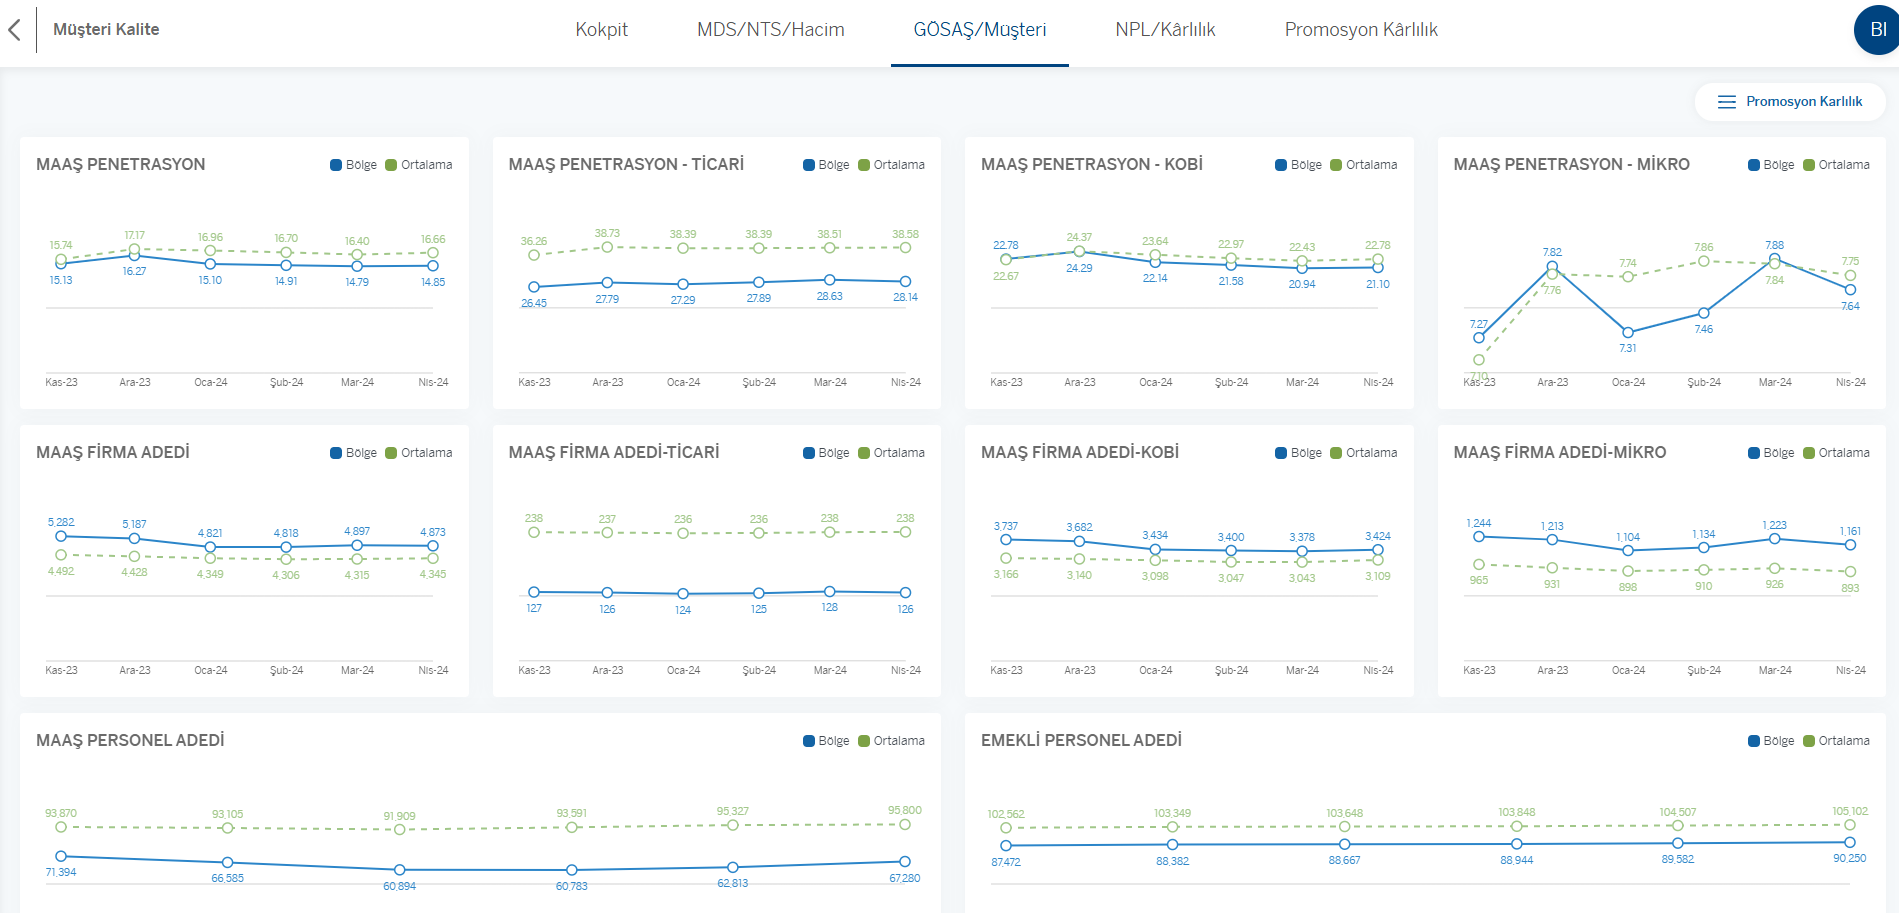 Müşteri Kalite
Kokpit
MDS/NTS/Hacim
GÖSAŞ/Müşteri
NPL/Kârlılık
Promosyon Kârlılık
BI
Promosyon Karlılık
MAAŞ PENETRASYON
Bölge Ortalama
15.74 17.17 16.96 16.70 16.40 16.66
15.13 16.27 15.10 14.91 14.79 14.85
Kas-23 Ara-23 Oca-24 Şub-24 Mar-24 Nis-24
MAAŞ PENETRASYON - TİCARİ
Bölge Ortalama
36.26 38.73 38.39 38.39 38.51 38.58
26.45 27.79 27.29 27.89 28.63 28.14
Kas-23 Ara-23 Oca-24 Şub-24 Mar-24 Nis-24
MAAŞ PENETRASYON - KOBİ
Bölge Ortalama
22.78 24.37 23.64 22.97 22.43 22.78
22.67 24.29 22.14 21.58 20.94 21.10
Kas-23 Ara-23 Oca-24 Şub-24 Mar-24 Nis-24
MAAŞ PENETRASYON - MİKRO
Bölge Ortalama
7.27 7.82 7.74 7.86 7.88 7.75
7.10 7.76 7.31 7.46 7.84 7.64
Kas-23 Ara-23 Oca-24 Şub-24 Mar-24 Nis-24
MAAŞ FİRMA ADEDİ
Bölge Ortalama
5,282 5,187 4,821 4,818 4,897 4,873
4,492 4,428 4,349 4,306 4,315 4,345
Kas-23 Ara-23 Oca-24 Şub-24 Mar-24 Nis-24
MAAŞ FİRMA ADEDİ-TİCARİ
Bölge Ortalama
238 237 236 236 238 238
127 126 124 125 128 126
Kas-23 Ara-23 Oca-24 Şub-24 Mar-24 Nis-24
MAAŞ FİRMA ADEDİ-KOBİ
Bölge Ortalama
3,737 3,682 3,434 3,400 3,378 3,424
3,166 3,140 3,098 3,047 3,043 3,109
Kas-23 Ara-23 Oca-24 Şub-24 Mar-24 Nis-24
MAAŞ FİRMA ADEDİ-MİKRO
Bölge Ortalama
1,244 1,213 1,104 1,134 1,223 1,161
965 931 898 910 926 893
Kas-23 Ara-23 Oca-24 Şub-24 Mar-24 Nis-24
MAAŞ PERSONEL ADEDİ
Bölge Ortalama
93,870 93,105 91,909 93,591 95,327 95,800
71,394 66,585 60,894 60,783 62,813 67,280
EMEKLİ PERSONEL ADEDİ
Bölge Ortalama
102,562 103,349 103,648 103,848 104,507 105,102
87,472 88,382 88,667 88,944 89,582 90,250